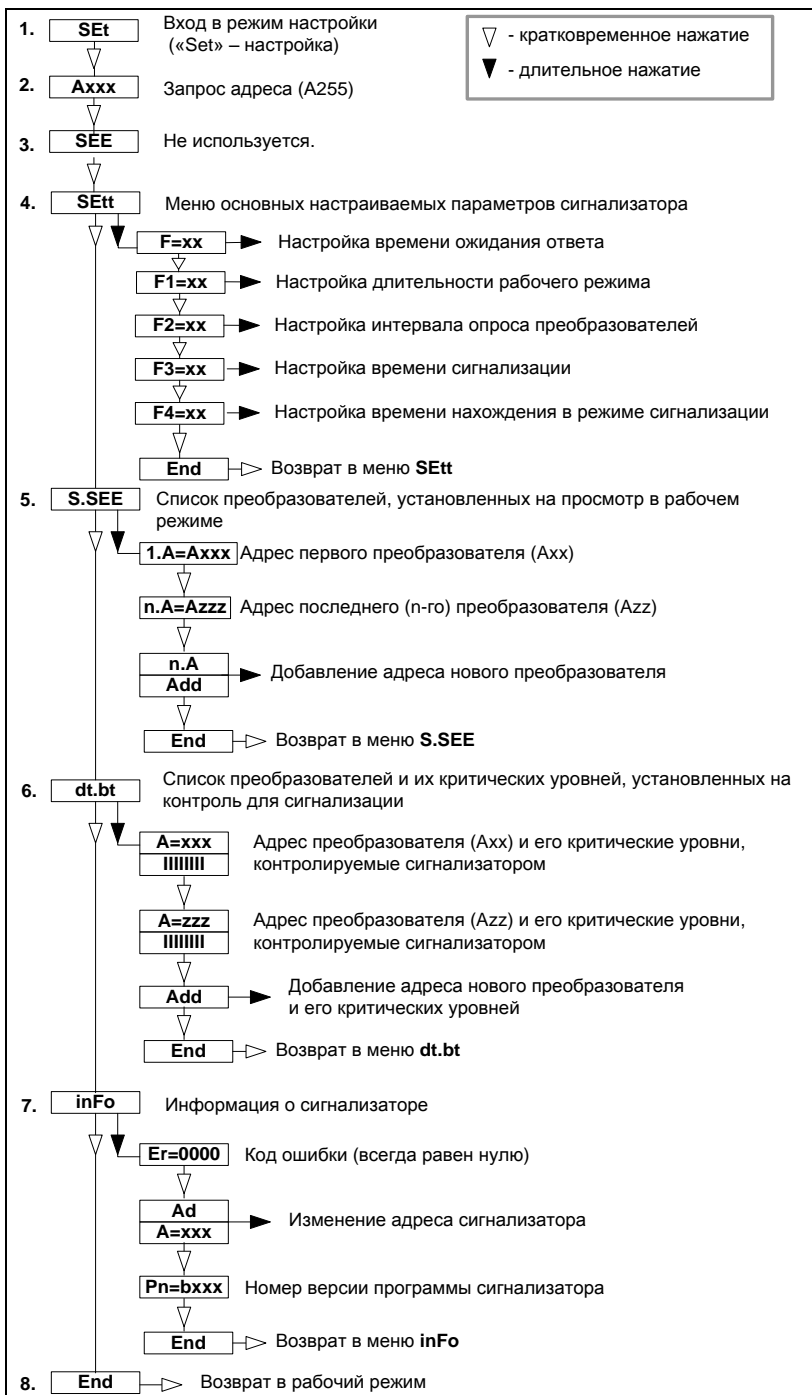 1. SEt Вход в режим настройки
(«Set» – настройка)
- кратковременное нажатие
- длительное нажатие
2. Axxx Запрос адреса (A255)
3. SEE Не используется.
4. SEtt Меню основных настраиваемых параметров сигнализатора
F=xx Настройка времени ожидания ответа
F1=xx Настройка длительности рабочего режима
F2=xx Настройка интервала опроса преобразователей
F3=xx Настройка времени сигнализации
F4=xx Настройка времени нахождения в режиме сигнализации
End Возврат в меню SEtt
5. S.SEE Список преобразователей, установленных на просмотр в рабочем
режиме
1.A=Axxx Адрес первого преобразователя (Axx)
n.A=Azzz Адрес последнего (n-го) преобразователя (Azz)
n.A
Add Добавление адреса нового преобразователя
End Возврат в меню S.SEE
6. dt.bt Список преобразователей и их критических уровней, установленных на
контроль для сигнализации
A=xxx Адрес преобразователя (Axx) и его критические уровни,
IIIIIIII контролируемые сигнализатором
A=zzz Адрес преобразователя (Azz) и его критические уровни,
IIIIIIII контролируемые сигнализатором
Add Добавление адреса нового преобразователя
и его критических уровней
End Возврат в меню dt.bt
7. inFo Информация о сигнализаторе
Er=0000 Код ошибки (всегда равен нулю)
Ad
A=xxx Изменение адреса сигнализатора
Pn=bxxx Номер версии программы сигнализатора
End Возврат в меню inFo
8. End Возврат в рабочий режим